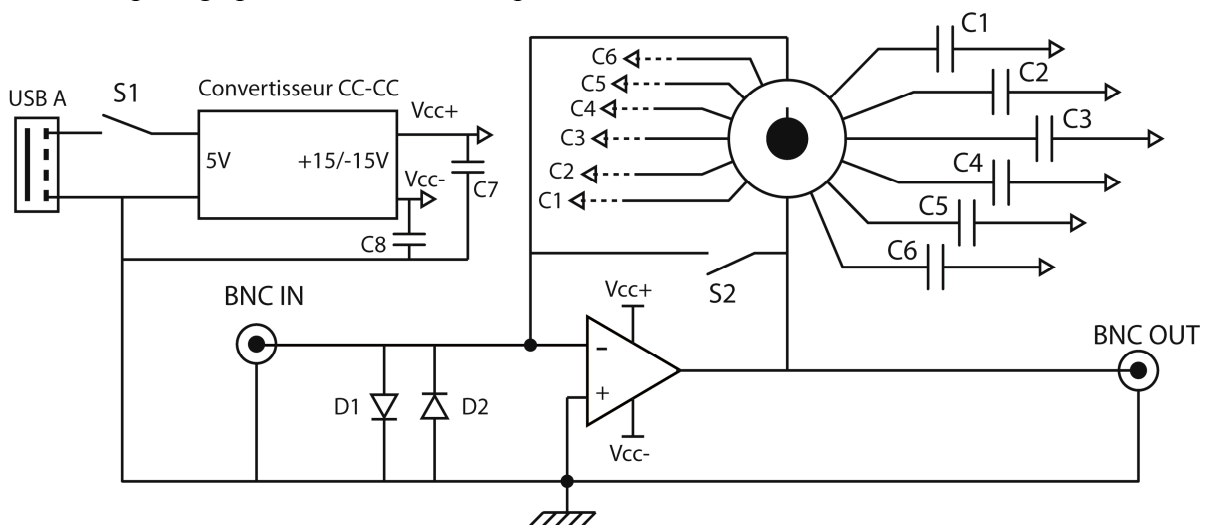 USB A
S1
Convertisseur CC-CC
5V
+15/-15V
Vcc+
Vcc-
C7
C8
C6
C5
C4
C3
C2
C1
C1
C2
C3
C4
C5
C6
S2
BNC IN
D1
D2
Vcc+
−
+
Vcc-
BNC OUT